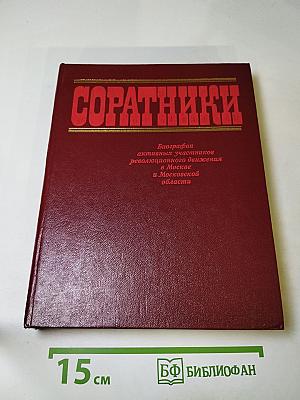 СОРАТНИКИ
Биографии
активных участников
революционного движения
в Москве
и Московской
области
15 см
БФ БИБЛИОФАН